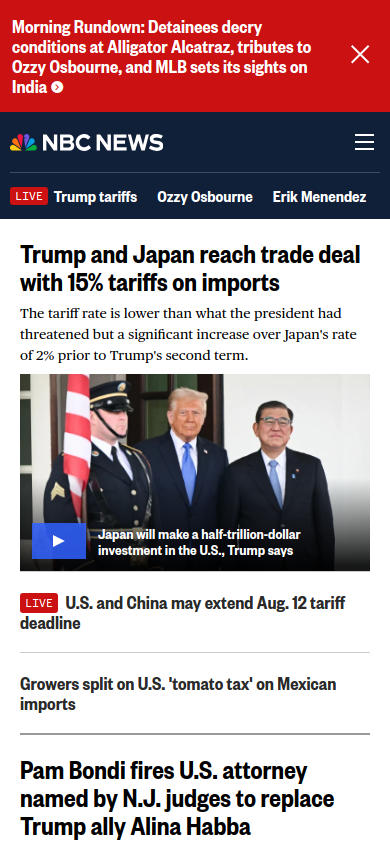 Morning Rundown: Detainees decry
conditions at Alligator Alcatraz, tributes to
Ozzy Osbourne, and MLB sets its sights on
India
NBC NEWS
LIVE Trump tariffs Ozzy Osbourne Erik Menendez
Trump and Japan reach trade deal
with 15% tariffs on imports
The tariff rate is lower than what the president had
threatened but a significant increase over Japan's rate
of 2% prior to Trump's second term.
Japan will make a half-trillion-dollar
investment in the U.S., Trump says
LIVE U.S. and China may extend Aug. 12 tariff
deadline
Growers split on U.S. 'tomato tax' on Mexican
imports
Pam Bondi fires U.S. attorney
named by N.J. judges to replace
Trump ally Alina Habba